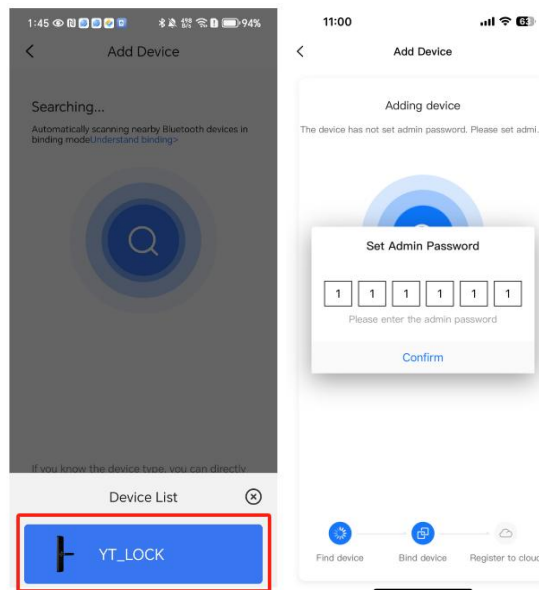 1:45
94%
Add Device
Searching...
Automatically scanning nearby Bluetooth devices in
binding modeUnderstand binding>
If you know the device type, you can directly
Device List
YT_LOCK
11:00
63
Add Device
Adding device
The device has not set admin password. Please set admi.
Set Admin Password
1 1 1 1 1 1
Please enter the admin password
Confirm
Find device Bind device Register to cloud